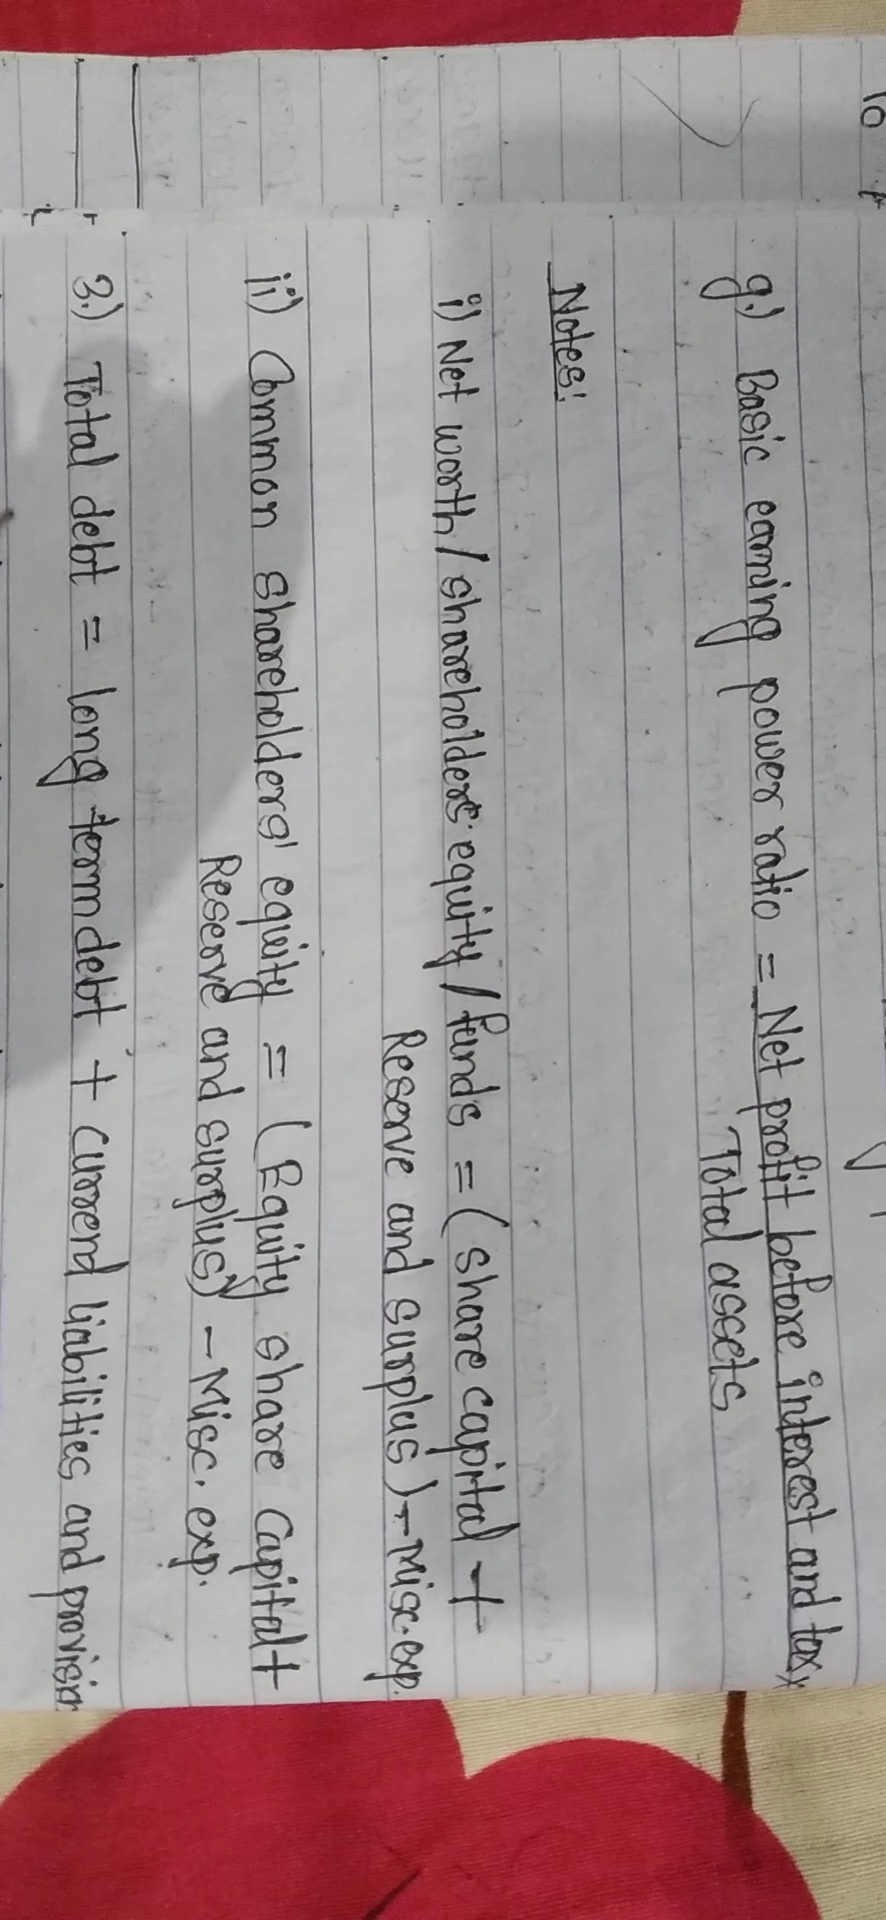 10
g.) Basic earning power ratio = Net profit before interest and tax
Total assets
Notes:
i) Net worth/shareholders' equity/funds = (share capital +
Reserve and surplus) - Misc. exp.
ii) Common shareholders' equity = (Equity share capital +
Reserve and surplus) - Misc. exp.
3.) Total debt = long term debt + currend liabilities and provision